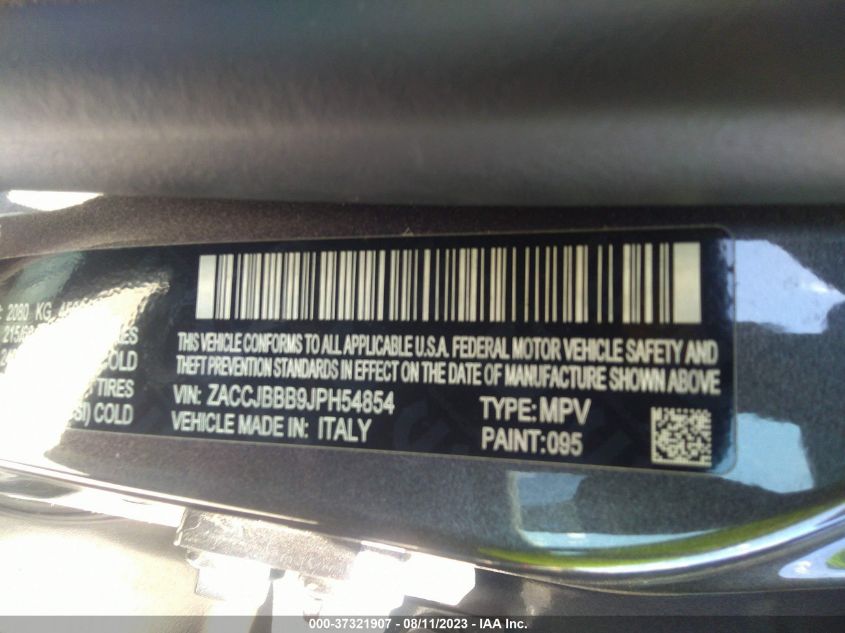 2080 KG
THIS VEHICLE CONFORMS TO ALL APPLICABLE U.S.A. FEDERAL MOTOR VEHICLE SAFETY AND
THEFT PREVENTION STANDARDS IN EFFECT ON THE DATE OF MANUFACTURE SHOWN ABOVE
COLD
TIRES
VIN: ZACCJBBB9JPH54854 TYPE:MPV
COLD
VEHICLE MADE IN: ITALY PAINT:095
000-37321907 - 08/11/2023 - IAA Inc.